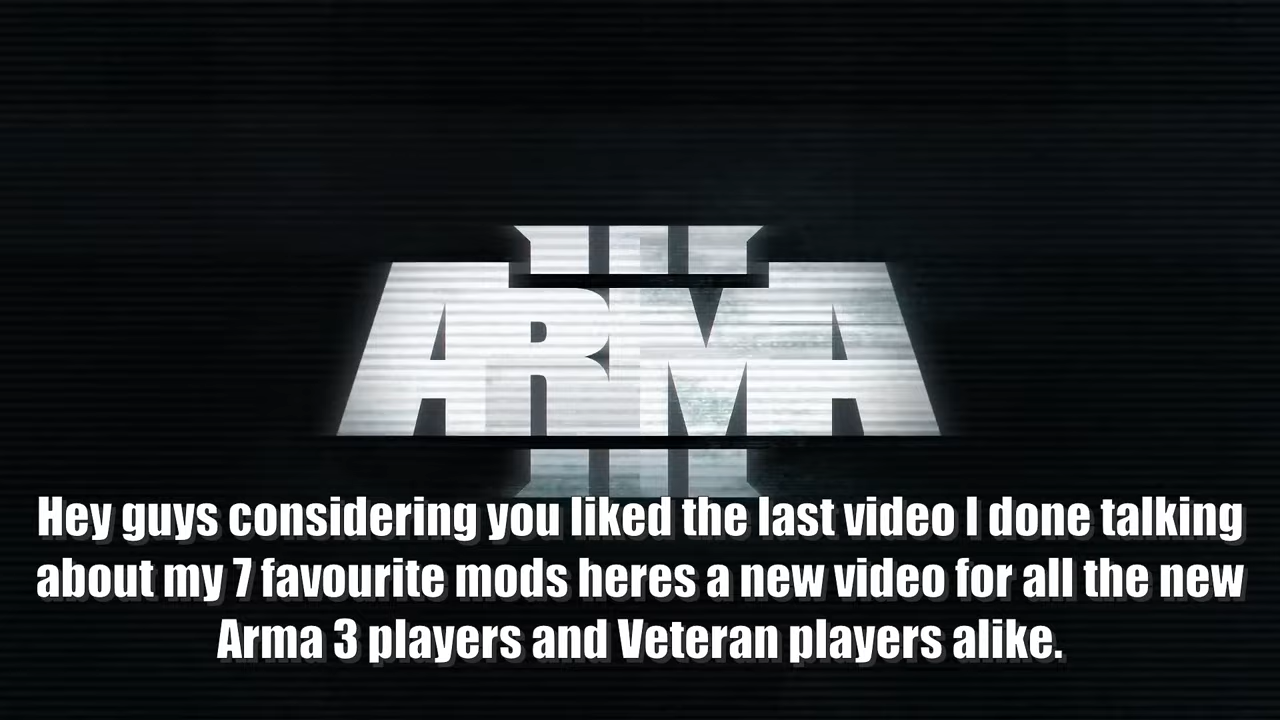 III
ARMA
Hey guys considering you liked the last video I done talking
about my 7 favourite mods heres a new video for all the new
Arma 3 players and Veteran players alike.